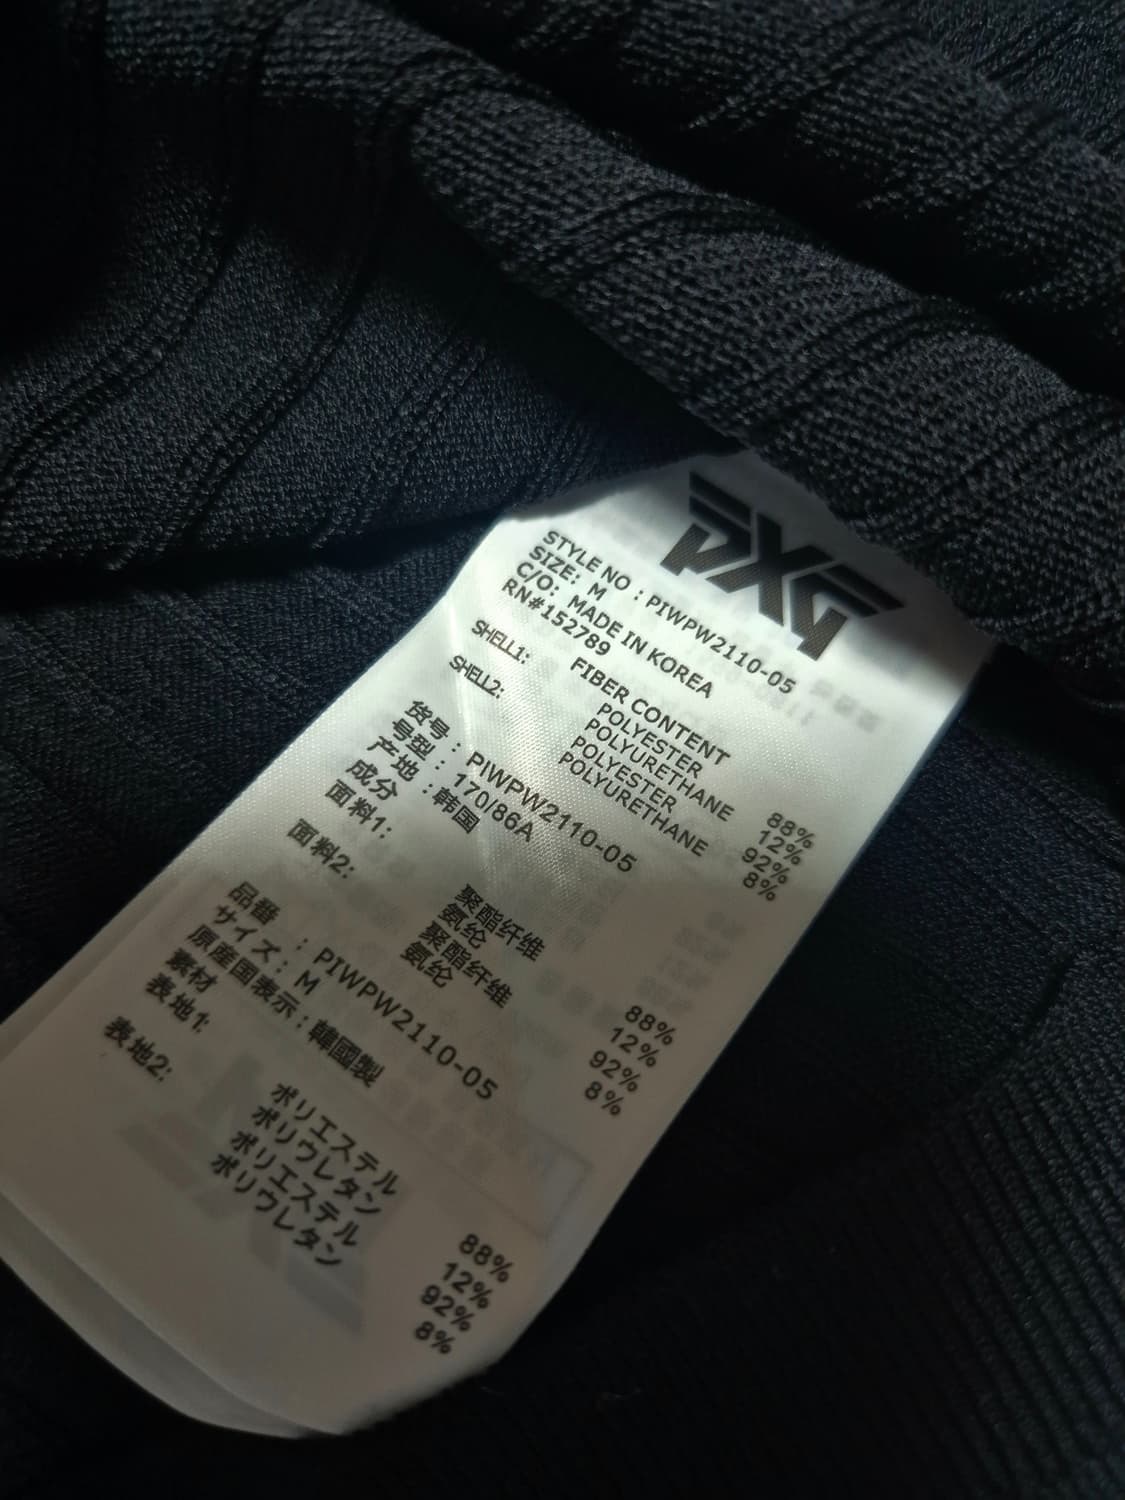 PXG
STYLE NO : PIWPW2110-05
SIZE: M
C/O: MADE IN KOREA
RN#152789
FIBER CONTENT
SHELL1: POLYESTER 88%
POLYURETHANE 12%
SHELL2: POLYESTER 92%
POLYURETHANE 8%
货号 : PIWPW2110-05
号型 : 170/86A
产地 : 韩国
成分
面料1: 聚酯纤维 88%
氨纶 12%
面料2: 聚酯纤维 92%
氨纶 8%
品番 : PIWPW2110-05
サイズ : M
原産国表示 : 韓國製
素材
表地1: ポリエステル 88%
ポリウレタン 12%
表地2: ポリエステル 92%
ポリウレタン 8%